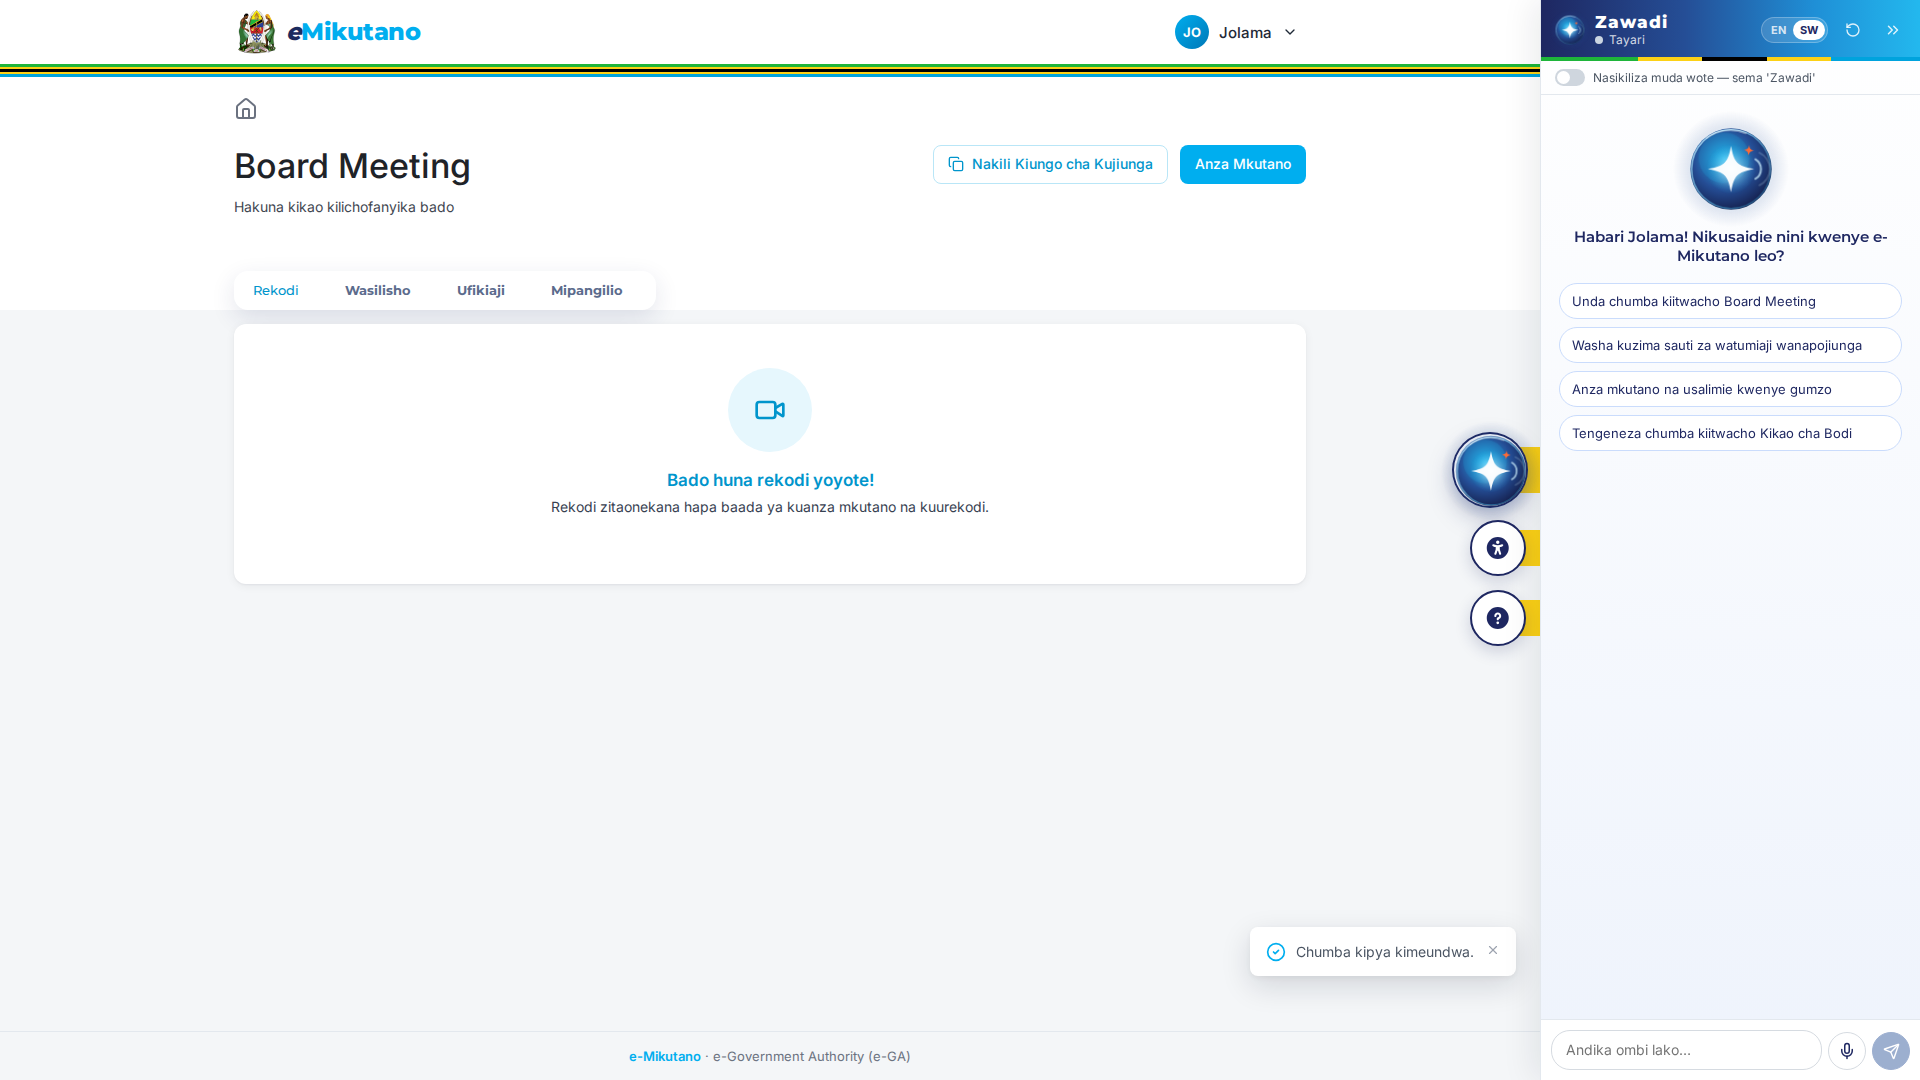 eMikutano
JO Jolama
Board Meeting
Hakuna kikao kilichofanyika bado
Nakili Kiungo cha Kujiunga
Anza Mkutano
Rekodi Wasilisho Ufikiaji Mipangilio
Bado huna rekodi yoyote!
Rekodi zitaonekana hapa baada ya kuanza mkutano na kuurekodi.
Chumba kipya kimeundwa.
e-Mikutano · e-Government Authority (e-GA)
Zawadi
Tayari
EN SW
Nasikiliza muda wote — sema 'Zawadi'
Habari Jolama! Nikusaidie nini kwenye e-
Mikutano leo?
Unda chumba kiitwacho Board Meeting
Washa kuzima sauti za watumiaji wanapojiunga
Anza mkutano na usalimie kwenye gumzo
Tengeneza chumba kiitwacho Kikao cha Bodi
Andika ombi lako...